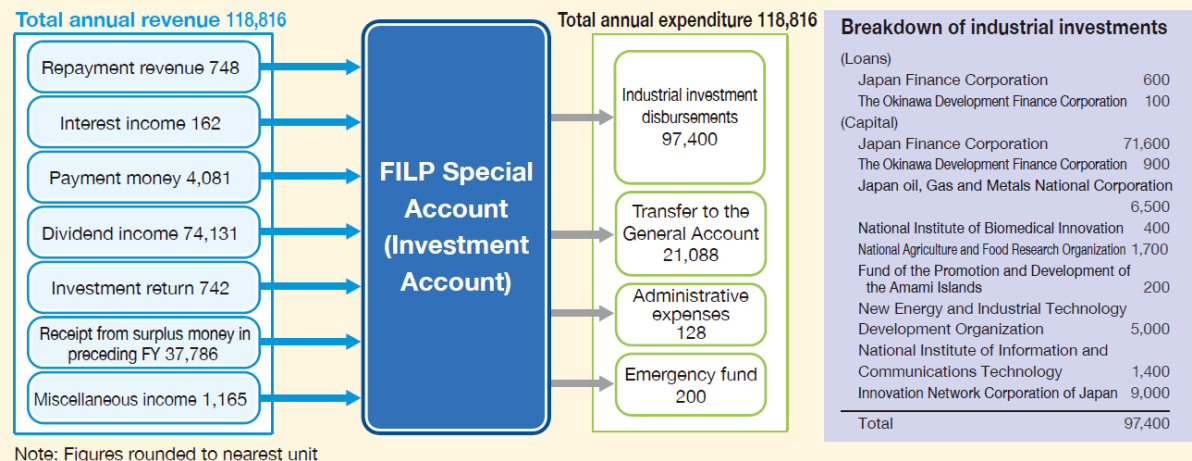 Total annual revenue 118,816
Repayment revenue 748
Interest income 162
Payment money 4,081
Dividend income 74,131
Investment return 742
Receipt from surplus money in
preceding FY 37,786
Miscellaneous income 1,165
FILP Special
Account
(Investment
Account)
Total annual expenditure 118,816
Industrial investment
disbursements
97,400
Transfer to the
General Account
21,088
Administrative
expenses
128
Emergency fund
200
Breakdown of industrial investments
(Loans)
Japan Finance Corporation 600
The Okinawa Development Finance Corporation 100
(Capital)
Japan Finance Corporation 71,600
The Okinawa Development Finance Corporation 900
Japan oil, Gas and Metals National Corporation
6,500
National Institute of Biomedical Innovation 400
National Agriculture and Food Research Organization 1,700
Fund of the Promotion and Development of
the Amami Islands 200
New Energy and Industrial Technology
Development Organization 5,000
National Institute of Information and
Communications Technology 1,400
Innovation Network Corporation of Japan 9,000
Total 97,400
Note: Figures rounded to nearest unit